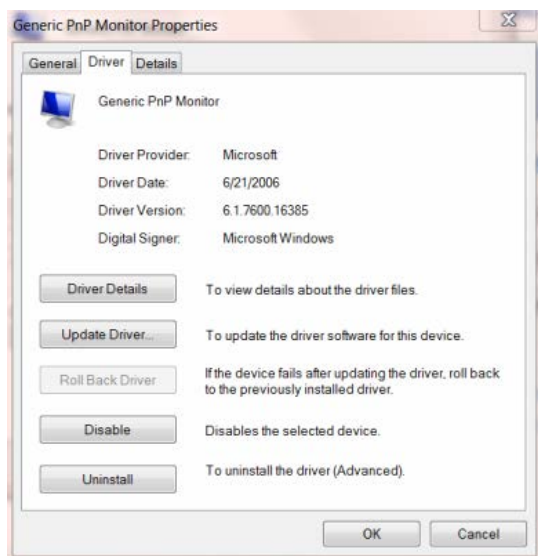 Generic PnP Monitor Properties
General Driver Details
Generic PnP Monitor
Driver Provider: Microsoft
Driver Date: 6/21/2006
Driver Version: 6.1.7600.16385
Digital Signer: Microsoft Windows
Driver Details To view details about the driver files.
Update Driver... To update the driver software for this device.
Roll Back Driver If the device fails after updating the driver, roll back
to the previously installed driver.
Disable Disables the selected device.
Uninstall To uninstall the driver (Advanced).
OK Cancel